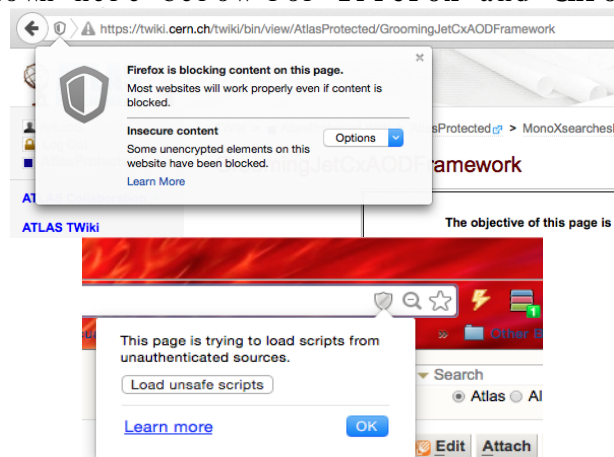 https://twiki.cern.ch/twiki/bin/view/AtlasProtected/GroomingJetCxAODFramework
Firefox is blocking content on this page.
Most websites will work properly even if content is
blocked.
Insecure content
Options
Some unencrypted elements on this
website have been blocked.
Learn More
sProtected > MonoXsearches
amework
ATLAS TWiki
The objective of this page is
This page is trying to load scripts from
unauthenticated sources.
Load unsafe scripts
Learn more
OK
1
» Other B
Search
Atlas Al
Edit Attach